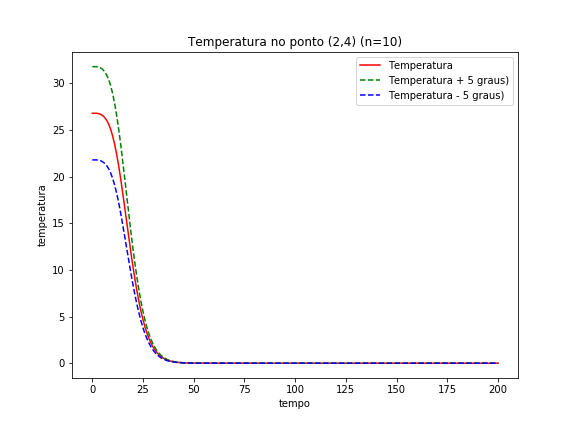 Temperatura no ponto (2,4) (n=10)
Temperatura
Temperatura + 5 graus)
Temperatura - 5 graus)
temperatura
30
25
20
15
10
5
0
0 25 50 75 100 125 150 175 200
tempo